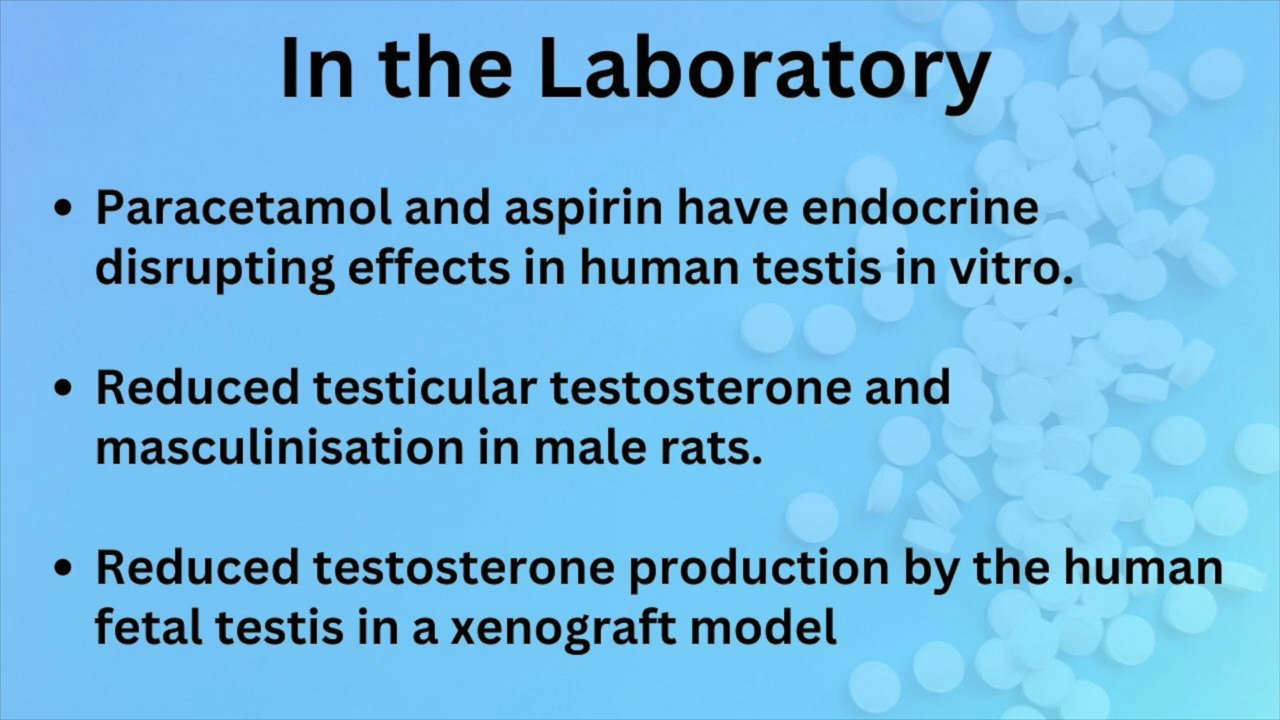 In the Laboratory
• Paracetamol and aspirin have endocrine
disrupting effects in human testis in vitro.
• Reduced testicular testosterone and
masculinisation in male rats.
• Reduced testosterone production by the human
fetal testis in a xenograft model